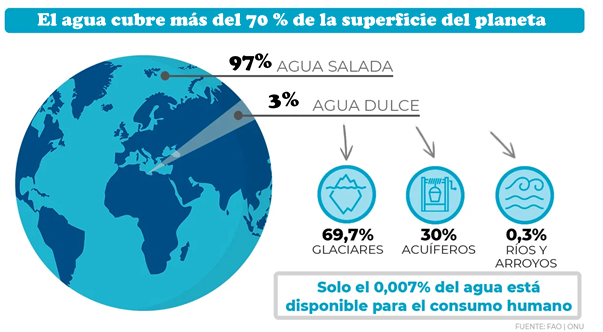 El agua cubre más del 70 % de la superficie del planeta
97% AGUA SALADA
3% AGUA DULCE
69,7%
GLACIARES
30%
ACUÍFEROS
0,3%
RÍOS Y
ARROYOS
Solo el 0,007% del agua está
disponible para el consumo humano
FUENTE: FAO | ONU